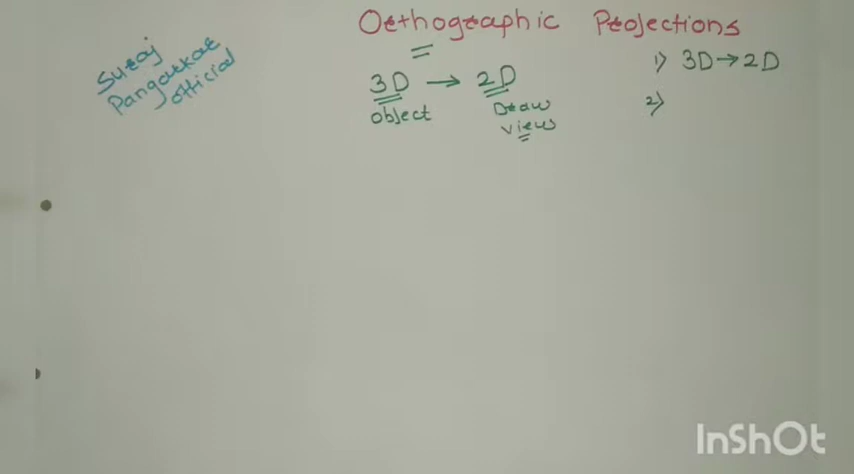 Orthographic Projections
Suraj
Pangarkar
official
=
3D → 2D
object
Draw
view
1) 3D → 2D
2)
InShOt